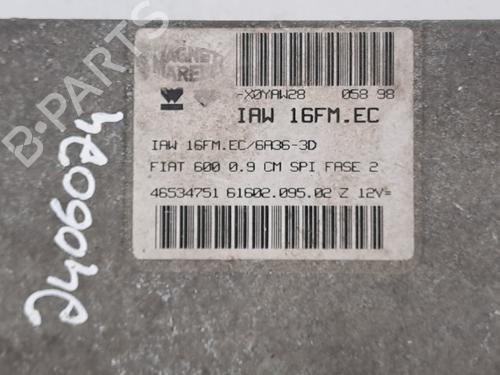 B-PARTS
MAGNETI
MARELLI
-X0YAW28 058 98
IAW 16FM.EC
IAW 16FM.EC/6A36-3D
FIAT 600 0.9 CM SPI FASE 2
46534751 61602.095.02 Z 12V=
2406074